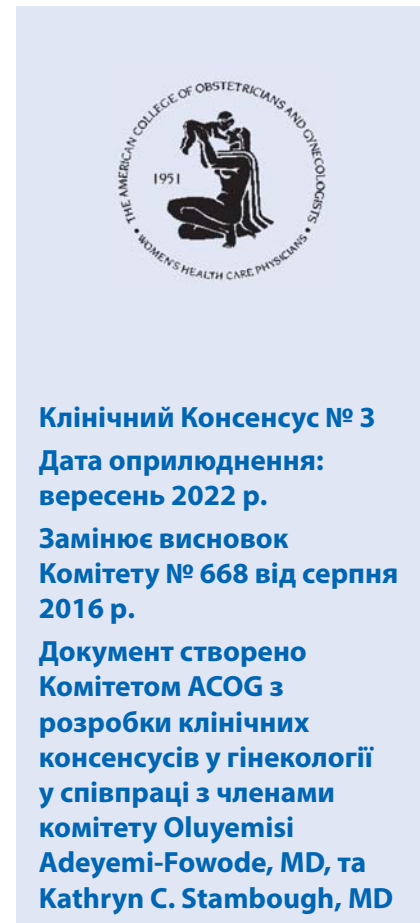 THE AMERICAN COLLEGE OF OBSTETRICIANS AND GYNECOLOGISTS
1951
• WOMEN'S HEALTH CARE PHYSICIANS •
Клінічний Консенсус № 3
Дата оприлюднення:
вересень 2022 р.
Замінює висновок
Комітету № 668 від серпня
2016 р.
Документ створено
Комітетом ACOG з
розробки клінічних
консенсусів у гінекології
у співпраці з членами
комітету Oluyemisi
Adeyemi-Fowode, MD, та
Kathryn C. Stambough, MD